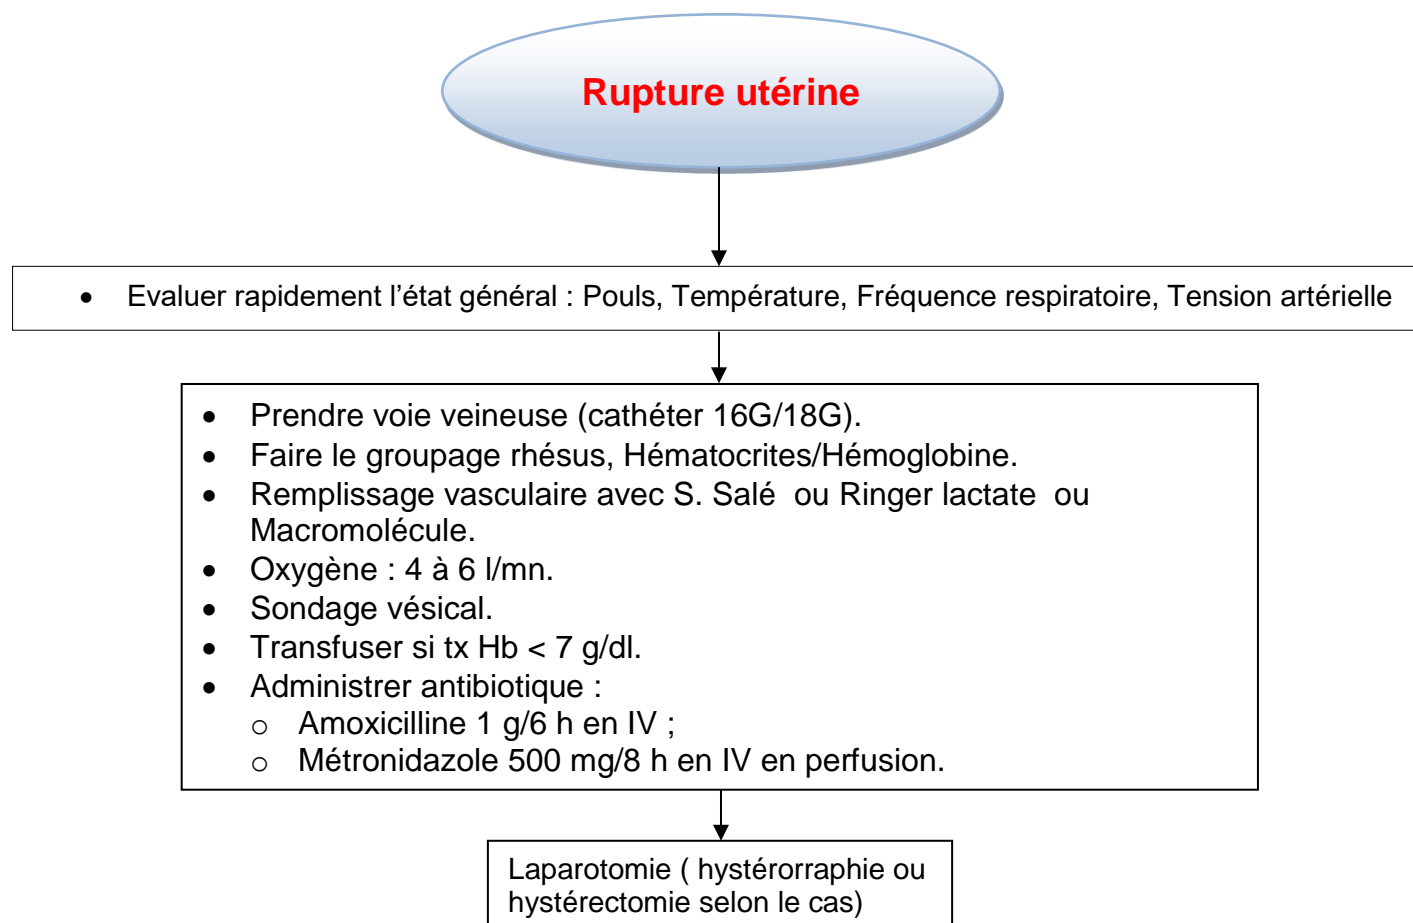 Rupture utérine
• Evaluer rapidement l’état général : Pouls, Température, Fréquence respiratoire, Tension artérielle
• Prendre voie veineuse (cathéter 16G/18G).
• Faire le groupage rhésus, Hématocrites/Hémoglobine.
• Remplissage vasculaire avec S. Salé ou Ringer lactate ou
Macromolécule.
• Oxygène : 4 à 6 l/mn.
• Sondage vésical.
• Transfuser si tx Hb < 7 g/dl.
• Administrer antibiotique :
o Amoxicilline 1 g/6 h en IV ;
o Métronidazole 500 mg/8 h en IV en perfusion.
Laparotomie ( hystérorraphie ou
hystérectomie selon le cas)